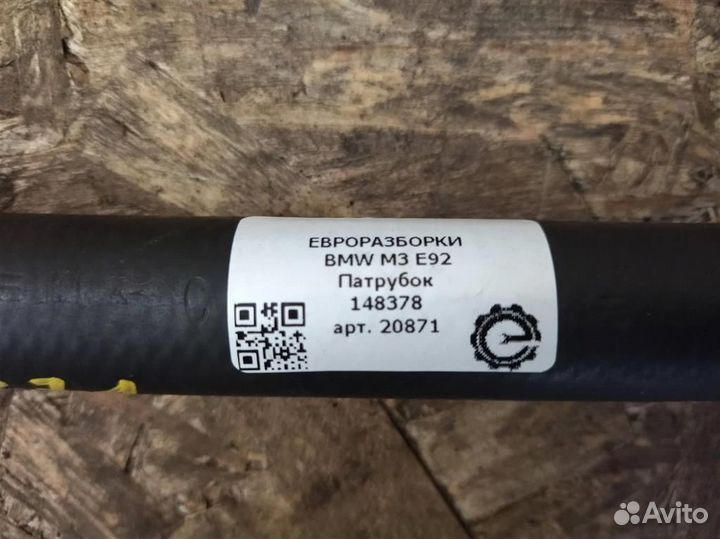 ЕВРОРАЗБОРКИ
BMW M3 E92
Патрубок
148378
арт. 20871
Avito